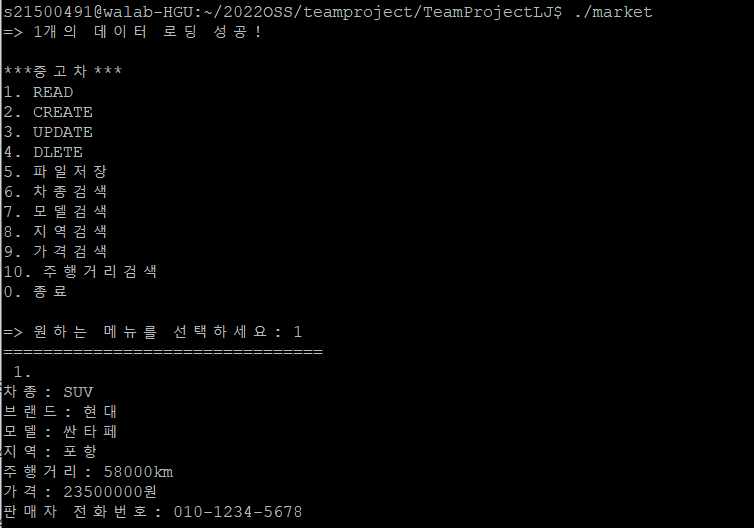 s21500491@walab-HGU:~/2022OSS/teamproject/TeamProjectLJ$ ./market
=> 1개의 데이터 로딩 성공!
***중고차***
1. READ
2. CREATE
3. UPDATE
4. DLETE
5. 파일저장
6. 차종검색
7. 모델검색
8. 지역검색
9. 가격검색
10. 주행거리검색
0. 종료
=> 원하는 메뉴를 선택하세요: 1
================================
1.
차종: SUV
브랜드: 현대
모델: 싼타페
지역: 포항
주행거리: 58000km
가격: 23500000원
판매자 전화번호: 010-1234-5678